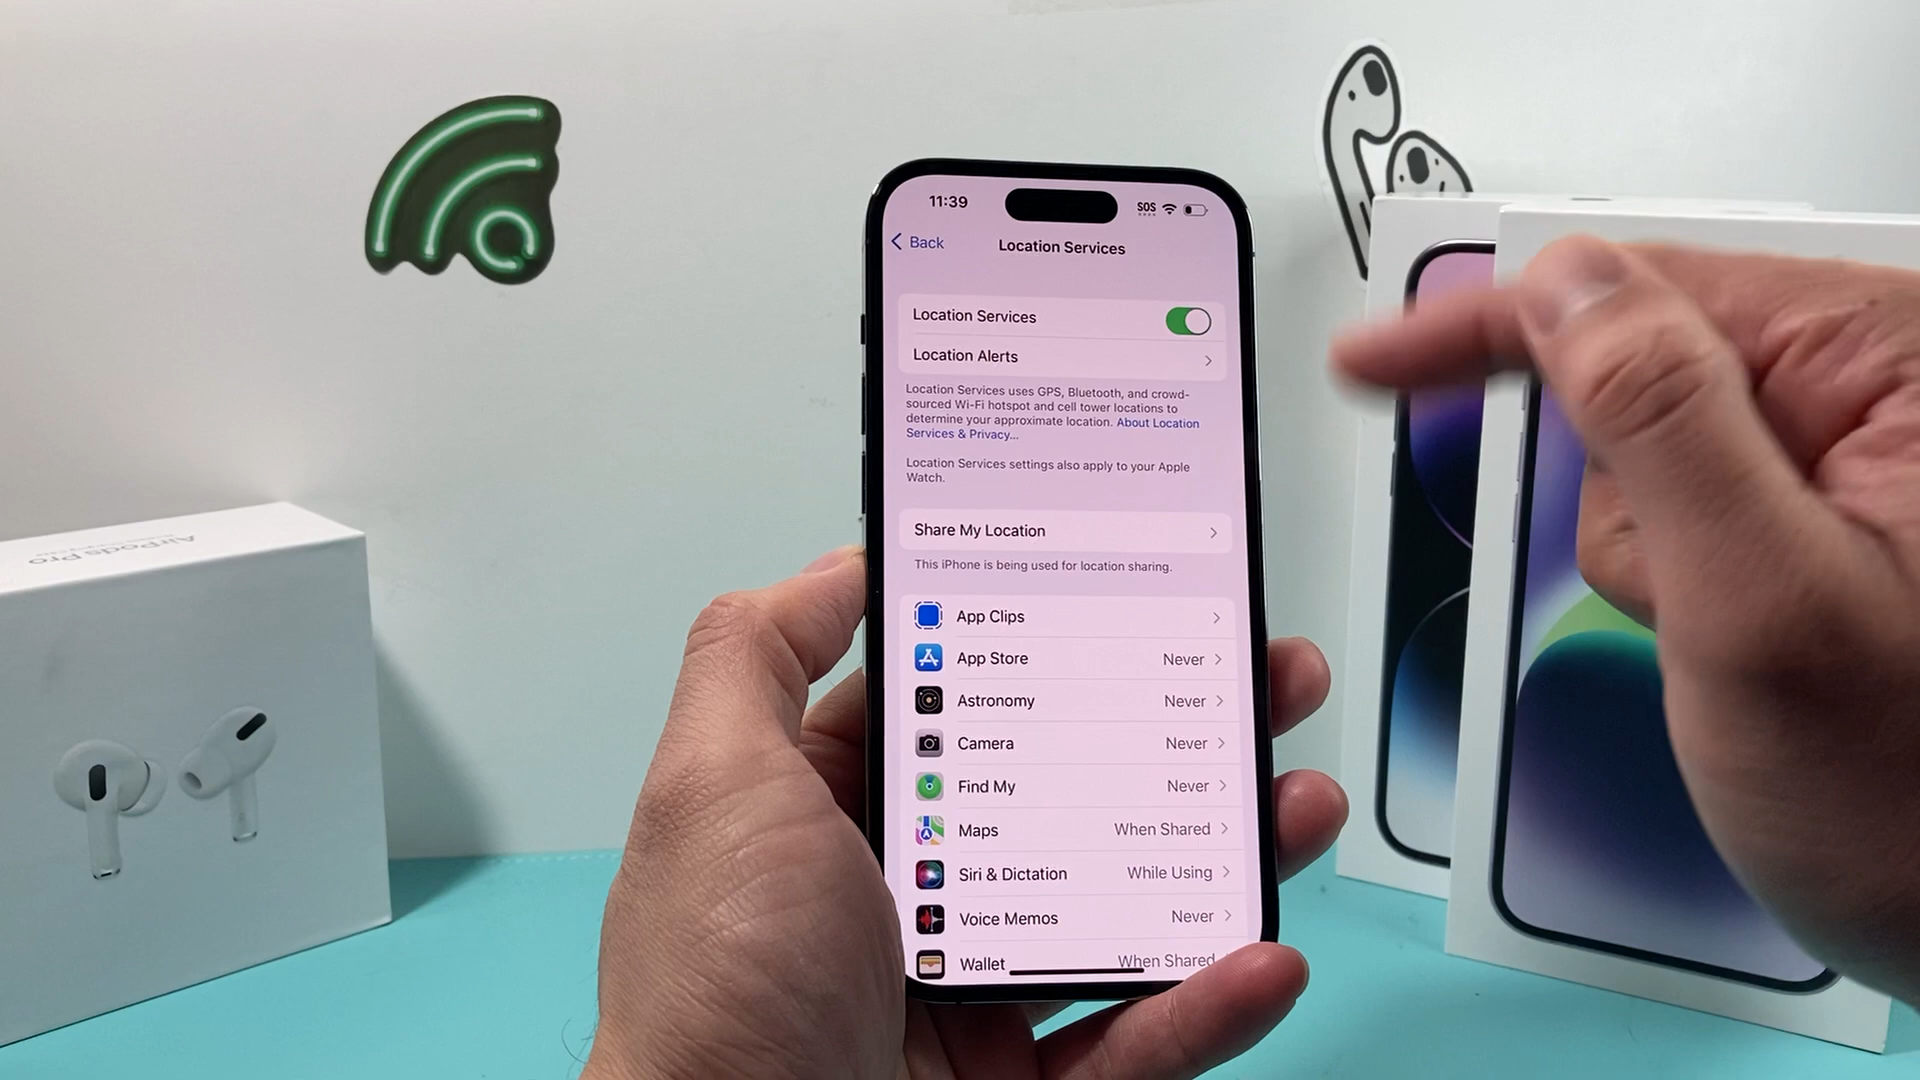 11:39
SOS
Back
Location Services
Location Services
Location Alerts
Location Services uses GPS, Bluetooth, and crowd-
sourced Wi-Fi hotspot and cell tower locations to
determine your approximate location. About Location
Services & Privacy...
Location Services settings also apply to your Apple
Watch.
Share My Location
This iPhone is being used for location sharing.
App Clips
App Store Never
Astronomy Never
Camera Never
Find My Never
Maps When Shared
Siri & Dictation While Using
Voice Memos Never
Wallet When Shared
AirPods Pro